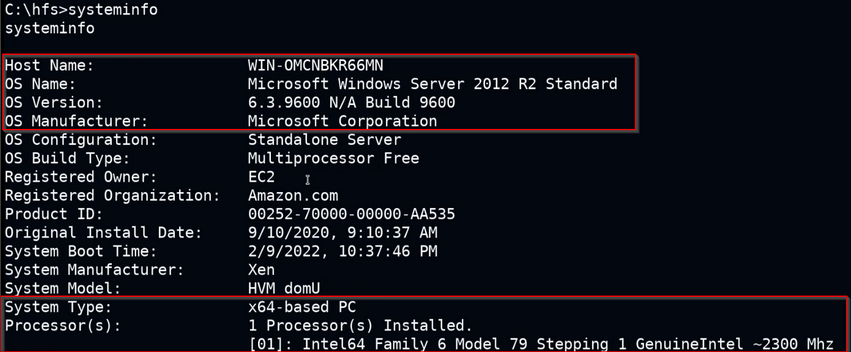 C:\hfs>systeminfo
systeminfo
Host Name: WIN-OMCNBKR66MN
OS Name: Microsoft Windows Server 2012 R2 Standard
OS Version: 6.3.9600 N/A Build 9600
OS Manufacturer: Microsoft Corporation
OS Configuration: Standalone Server
OS Build Type: Multiprocessor Free
Registered Owner: EC2
Registered Organization: Amazon.com
Product ID: 00252-70000-00000-AA535
Original Install Date: 9/10/2020, 9:10:37 AM
System Boot Time: 2/9/2022, 10:37:46 PM
System Manufacturer: Xen
System Model: HVM domU
System Type: x64-based PC
Processor(s): 1 Processor(s) Installed.
[01]: Intel64 Family 6 Model 79 Stepping 1 GenuineIntel ~2300 Mhz